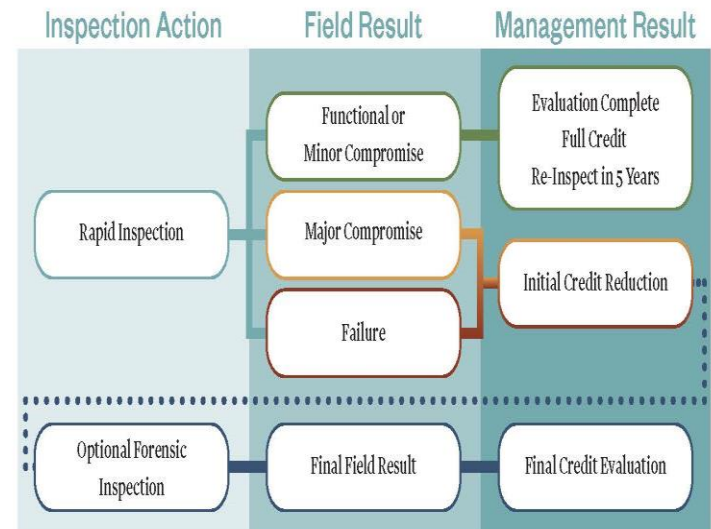 Inspection Action
Field Result
Management Result
Functional or
Minor Compromise
Evaluation Complete
Full Credit
Re-Inspect in 5 Years
Rapid Inspection
Major Compromise
Initial Credit Reduction
Failure
Optional Forensic
Inspection
Final Field Result
Final Credit Evaluation